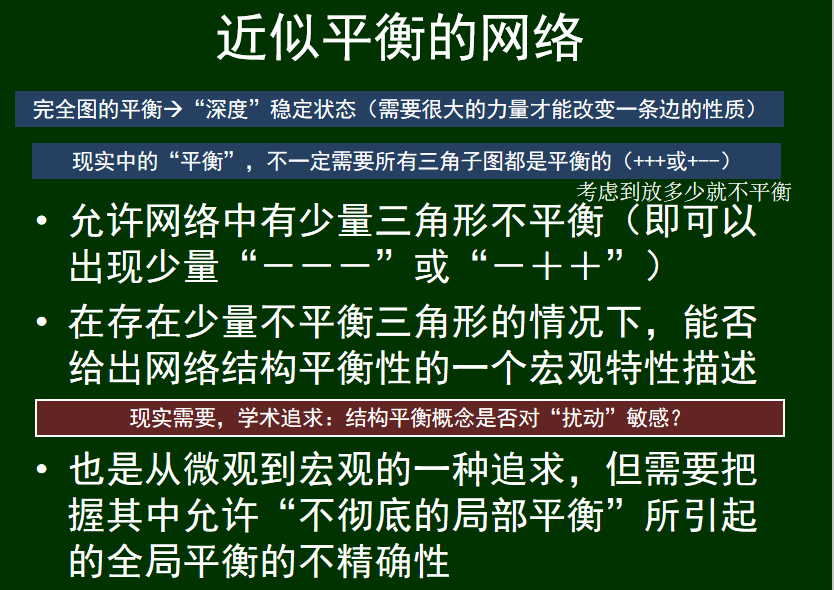 近似平衡的网络
完全图的平衡→“深度”稳定状态（需要很大的力量才能改变一条边的性质）
现实中的“平衡”，不一定需要所有三角子图都是平衡的（+++或+--）
考虑到放多少就不平衡
• 允许网络中有少量三角形不平衡（即可以
出现少量“－－－”或“－＋＋”）
• 在存在少量不平衡三角形的情况下，能否
给出网络结构平衡性的一个宏观特性描述
现实需要，学术追求：结构平衡概念是否对“扰动”敏感？
• 也是从微观到宏观的一种追求，但需要把
握其中允许“不彻底的局部平衡”所引起
的全局平衡的不精确性